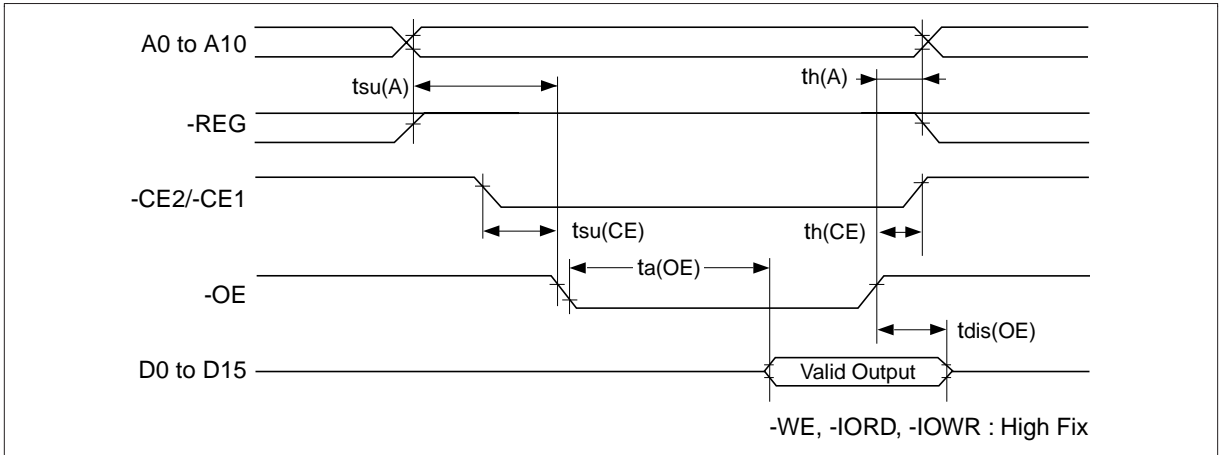 A0 to A10
tsu(A)
th(A)
-REG
-CE2/-CE1
tsu(CE)
th(CE)
ta(OE)
-OE
tdis(OE)
D0 to D15
Valid Output
-WE, -IORD, -IOWR : High Fix